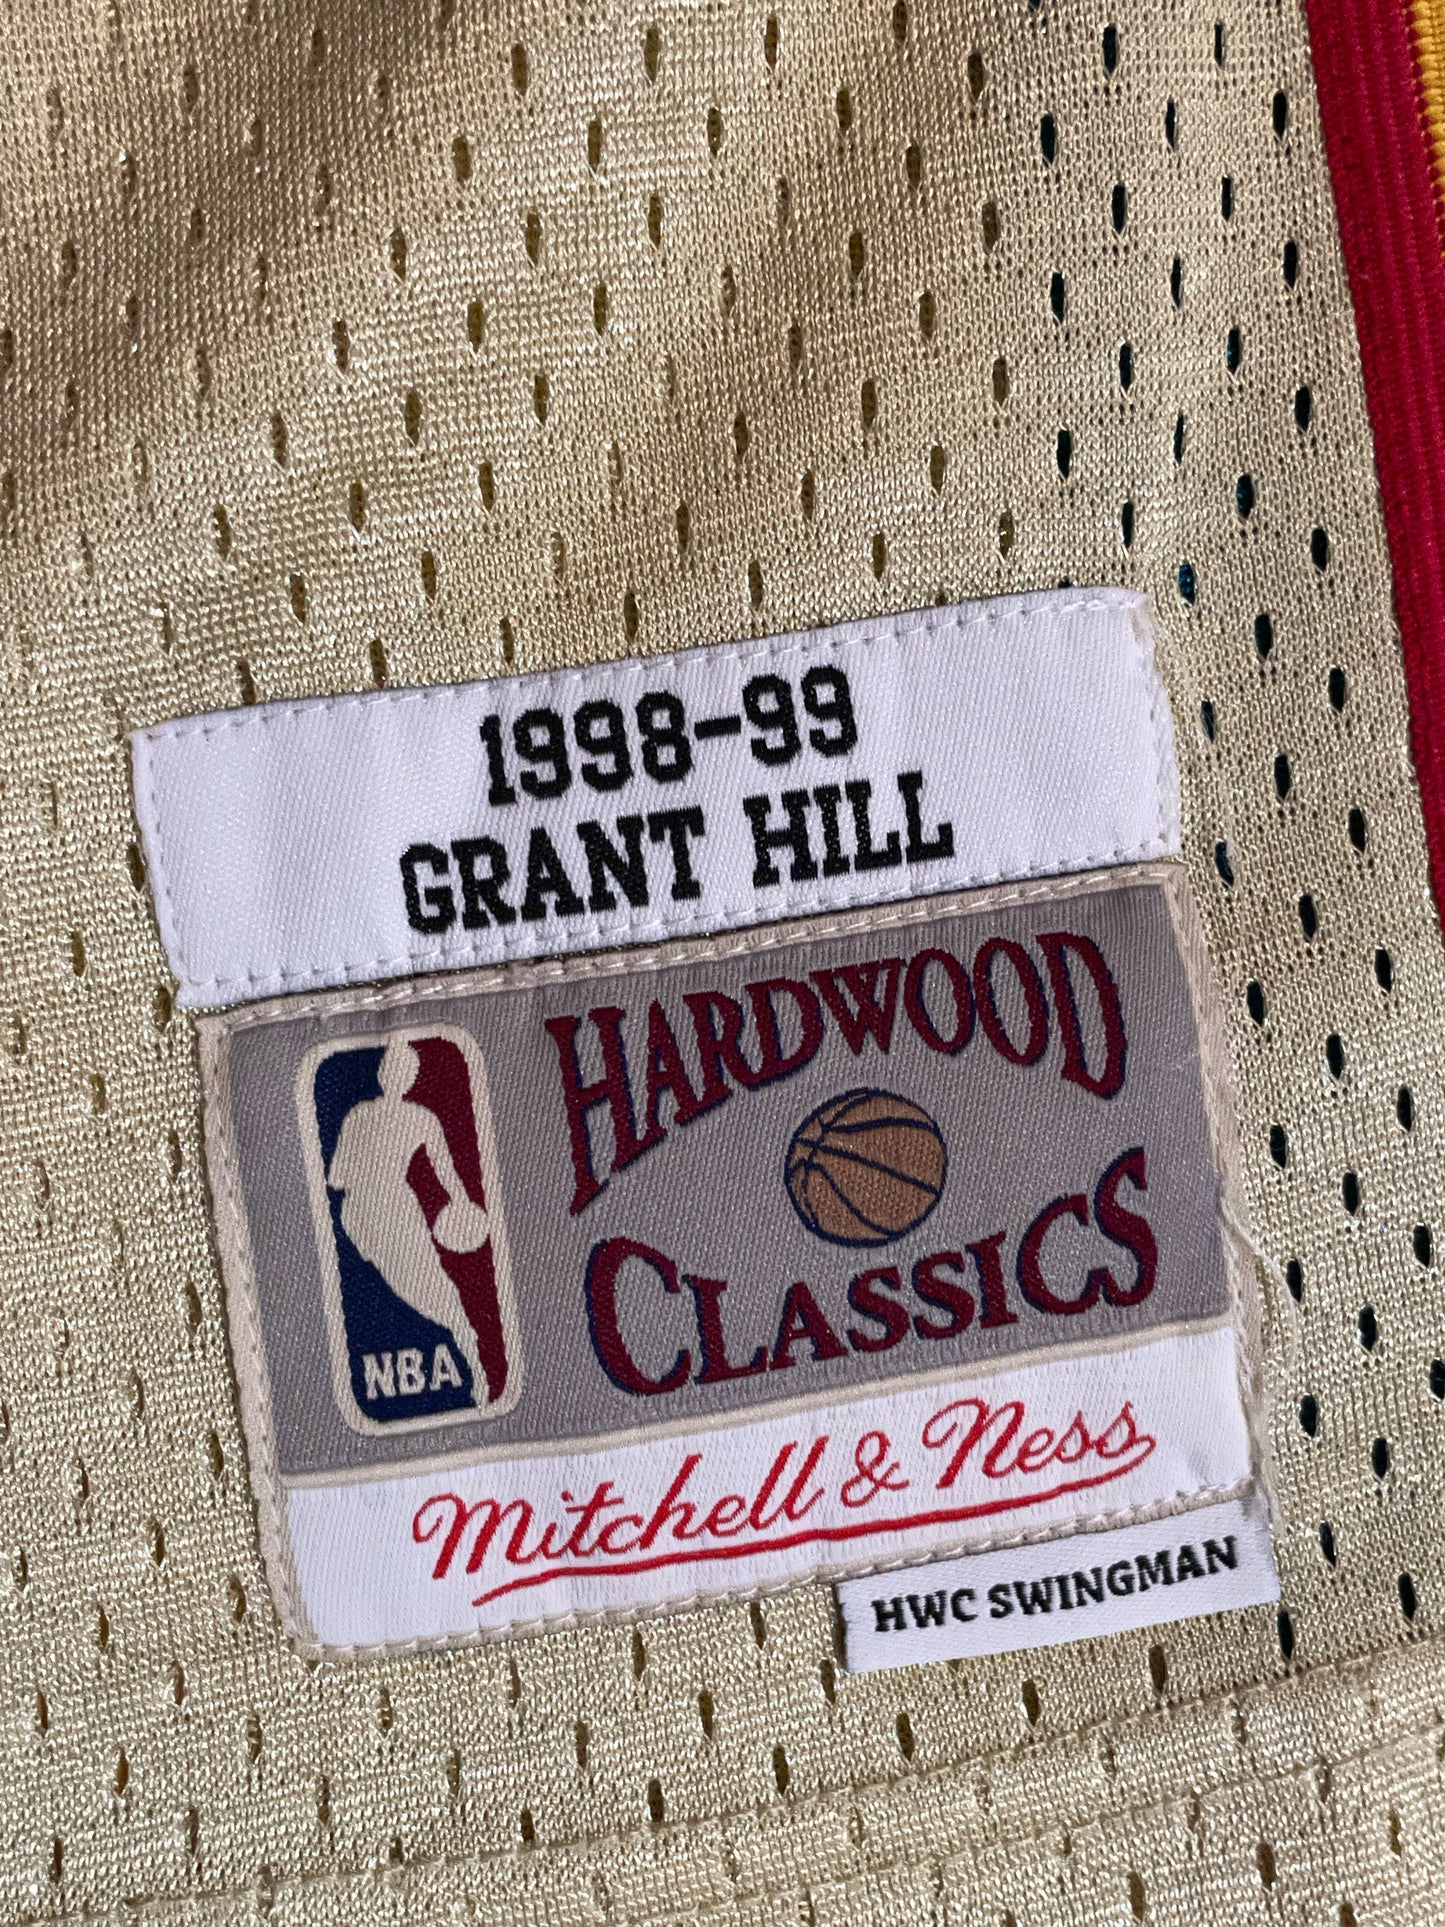 1998-99
GRANT HILL
HARDWOOD
CLASSICS
NBA
Mitchell & Ness
HWC SWINGMAN